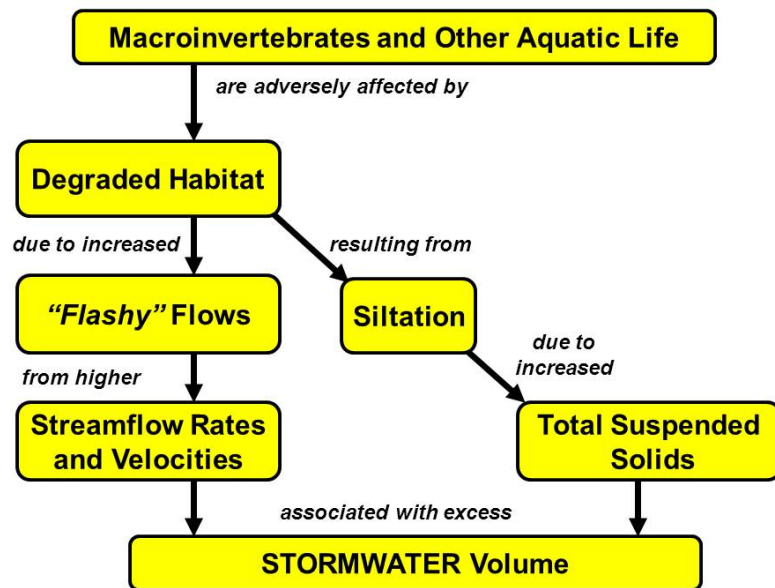 Macroinvertebrates and Other Aquatic Life
are adversely affected by
Degraded Habitat
due to increased
resulting from
“Flashy” Flows
Siltation
from higher
due to
increased
Streamflow Rates
and Velocities
Total Suspended
Solids
associated with excess
STORMWATER Volume